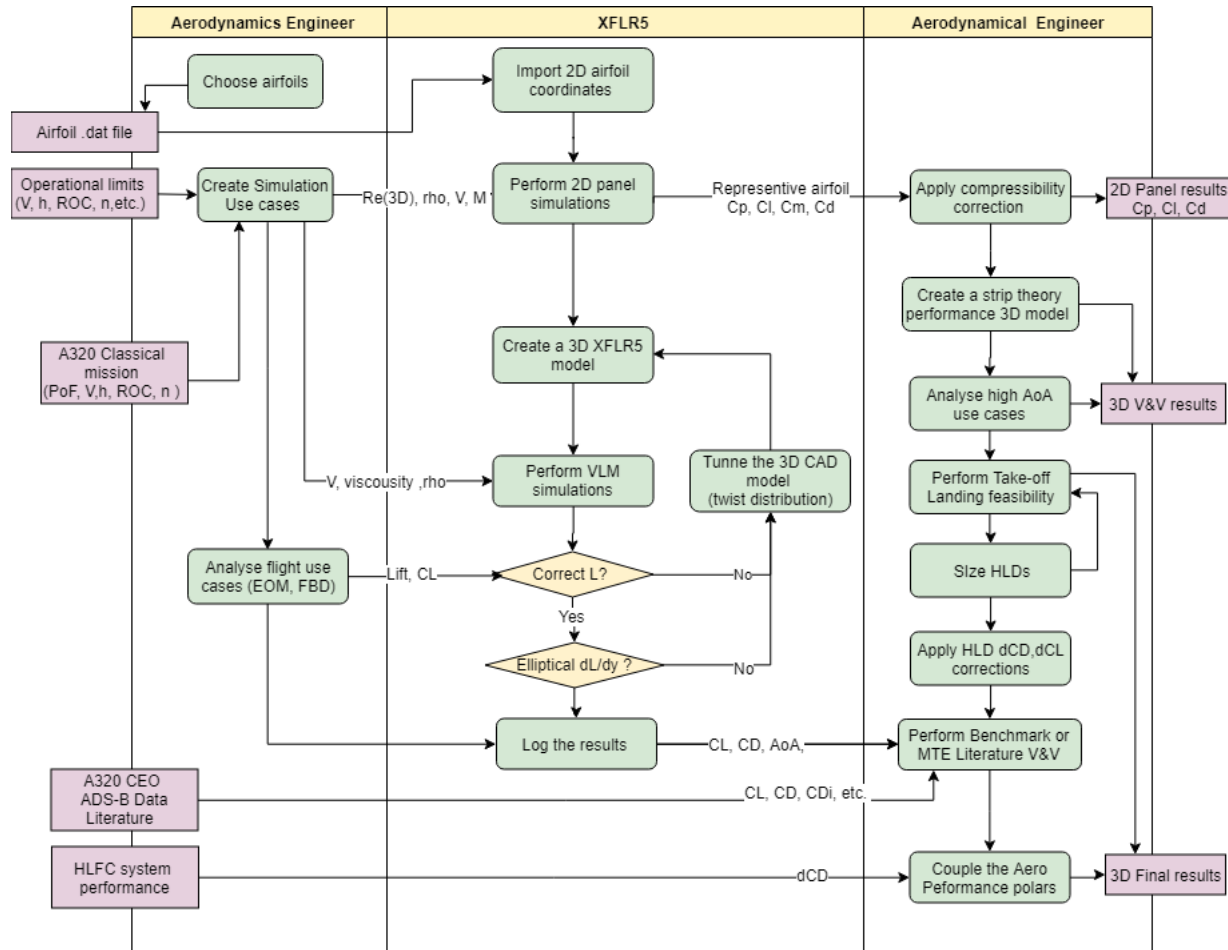 Aerodynamics Engineer
XFLR5
Aerodynamical Engineer
Choose airfoils
Import 2D airfoil
coordinates
Airfoil .dat file
Operational limits
(V, h, ROC, n,etc.)
Create Simulation
Use cases
Re(3D), rho, V, M
Perform 2D panel
simulations
Representive airfoil
Cp, Cl, Cm, Cd
Apply compressibility
correction
2D Panel results
Cp, Cl, Cd
Create a strip theory
performance 3D model
A320 Classical
mission
(PoF, V,h, ROC, n )
Create a 3D XFLR5
model
Analyse high AoA
use cases
3D V&V results
V, viscousity ,rho
Perform VLM
simulations
Tunne the 3D CAD
model
(twist distribution)
Perform Take-off
Landing feasibility
Analyse flight use
cases (EOM, FBD)
Lift, CL
Correct L?
No
SIze HLDs
Yes
Elliptical dL/dy ?
No
Apply HLD dCD,dCL
corrections
Log the results
CL, CD, AoA,
Perform Benchmark or
MTE Literature V&V
A320 CEO
ADS-B Data
Literature
CL, CD, CDi, etc.
HLFC system
performance
dCD
Couple the Aero
Peformance polars
3D Final results